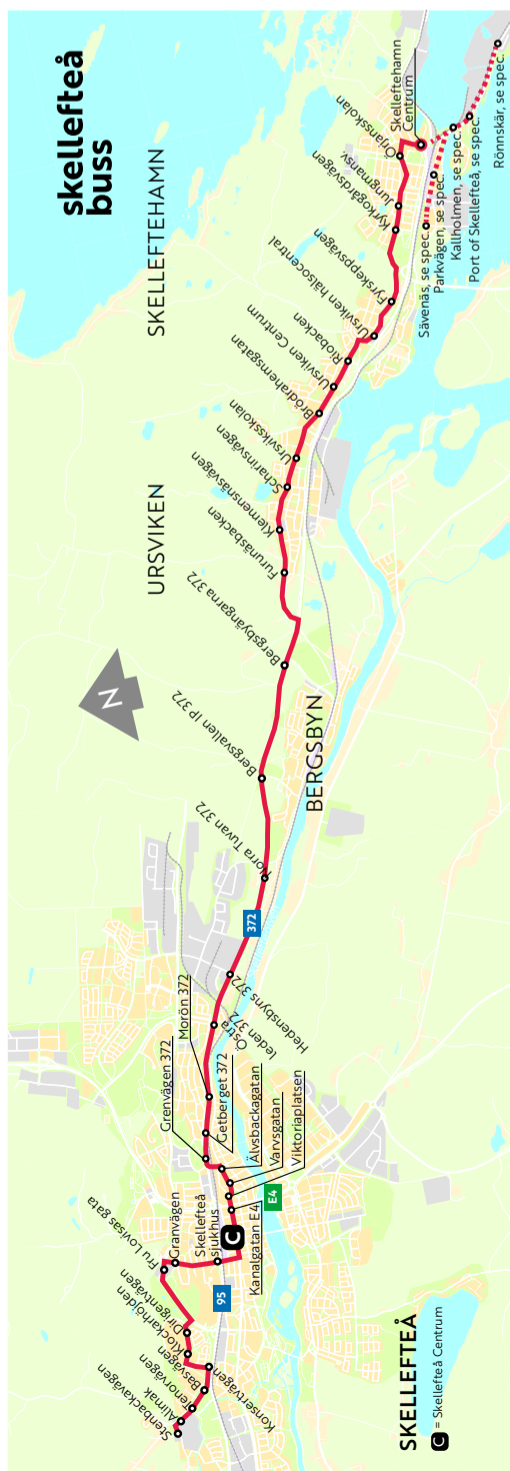 skellefteå
buss
SKELLEFTEHAMN
URSVIKEN
BERGSBYN
SKELLEFTEÅ
C = Skellefteå Centrum
N
Stenbackavägen
Alimak
Tenorvägen
Basvägen
Konsertvägen
Klockarhöjden
Dirigentvägen
Fru Lovisas gata
Granvägen
Skellefteå
sjukhus
95
C
Kanalgatan E4
E4
Viktoriaplatsen
Varvsgatan
Älvsbackagatan
Grenvägen 372
Getberget 372
Morön 372
Östra
leden 372
Hedensbyns 372
372
Norra Tuvan 372
Bergsvallen IP 372
Bergsbyängarna 372
Furunäsbacken
Klemensnäsvägen
Scharinsvägen
Ursviksskolan
Brödrahemsgatan
Ursviken Centrum
Robacken
Ursviken hälsocentral
Fyrskeppsvägen
Kyrkogårdsvägen
Jungmansv.
Örjansskolan
Skelleftehamn
Centrum
Sävenäs, se spec.
Parkvägen, se spec.
Kallholmen, se spec.
Port of Skellefteå, se spec.
Rönnskär, se spec.